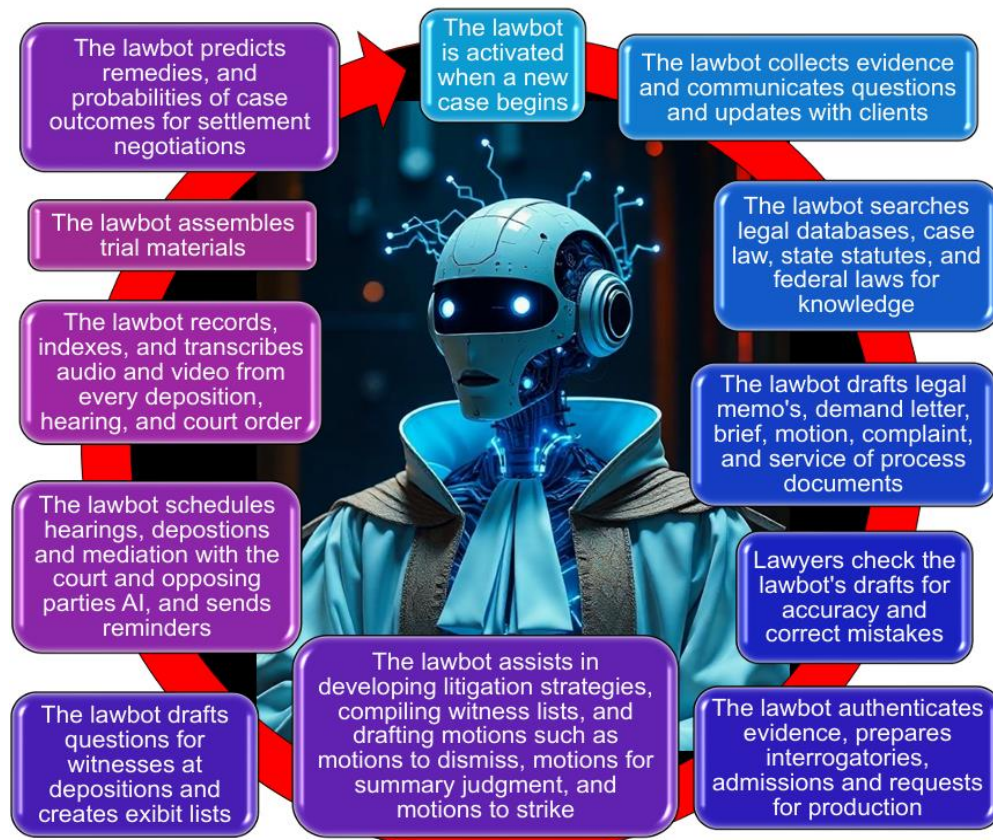 The lawbot
is activated
when a new
case begins
The lawbot collects evidence
and communicates questions
and updates with clients
The lawbot searches
legal databases, case
law, state statutes, and
federal laws for
knowledge
The lawbot drafts legal
memo's, demand letter,
brief, motion, complaint,
and service of process
documents
Lawyers check the
lawbot's drafts for
accuracy and
correct mistakes
The lawbot authenticates
evidence, prepares
interrogatories,
admissions and requests
for production
The lawbot assists in
developing litigation strategies,
compiling witness lists, and
drafting motions such as
motions to dismiss, motions for
summary judgment, and
motions to strike
The lawbot drafts
questions for
witnesses at
depositions and
creates exibit lists
The lawbot schedules
hearings, depostions
and mediation with the
court and opposing
parties AI, and sends
reminders
The lawbot records,
indexes, and transcribes
audio and video from
every deposition,
hearing, and court order
The lawbot assembles
trial materials
The lawbot predicts
remedies, and
probabilities of case
outcomes for settlement
negotiations